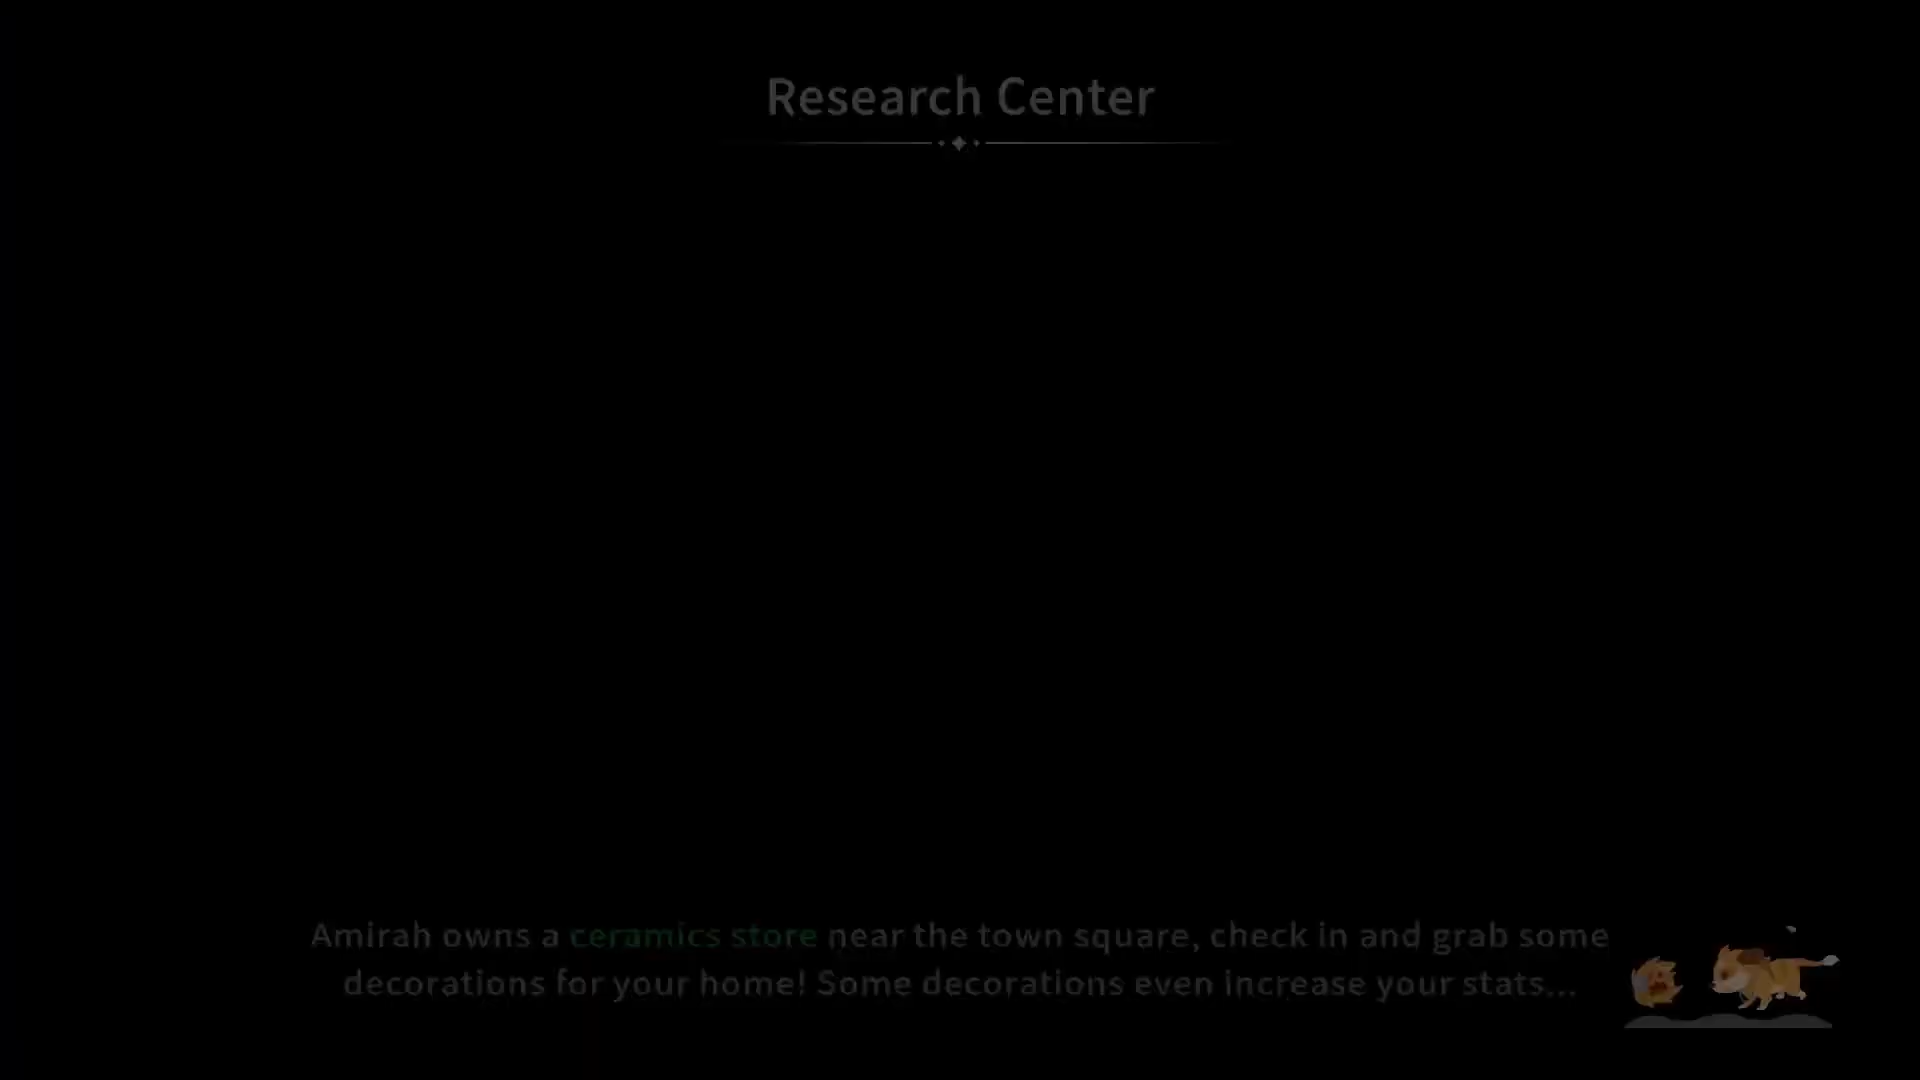 Research Center
Amirah owns a ceramics store near the town square, check in and grab some
decorations for your home! Some decorations even increase your stats...